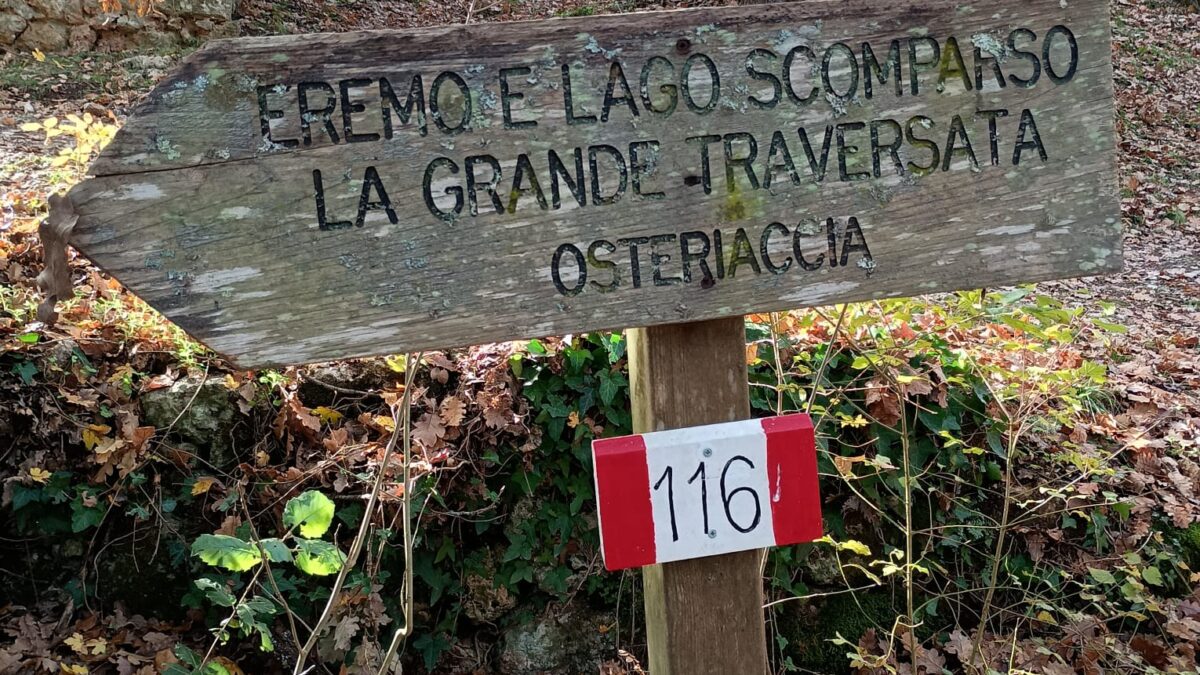 EREMO E LAGO SCOMPARSO
LA GRANDE TRAVERSATA
OSTERIACCIA
116